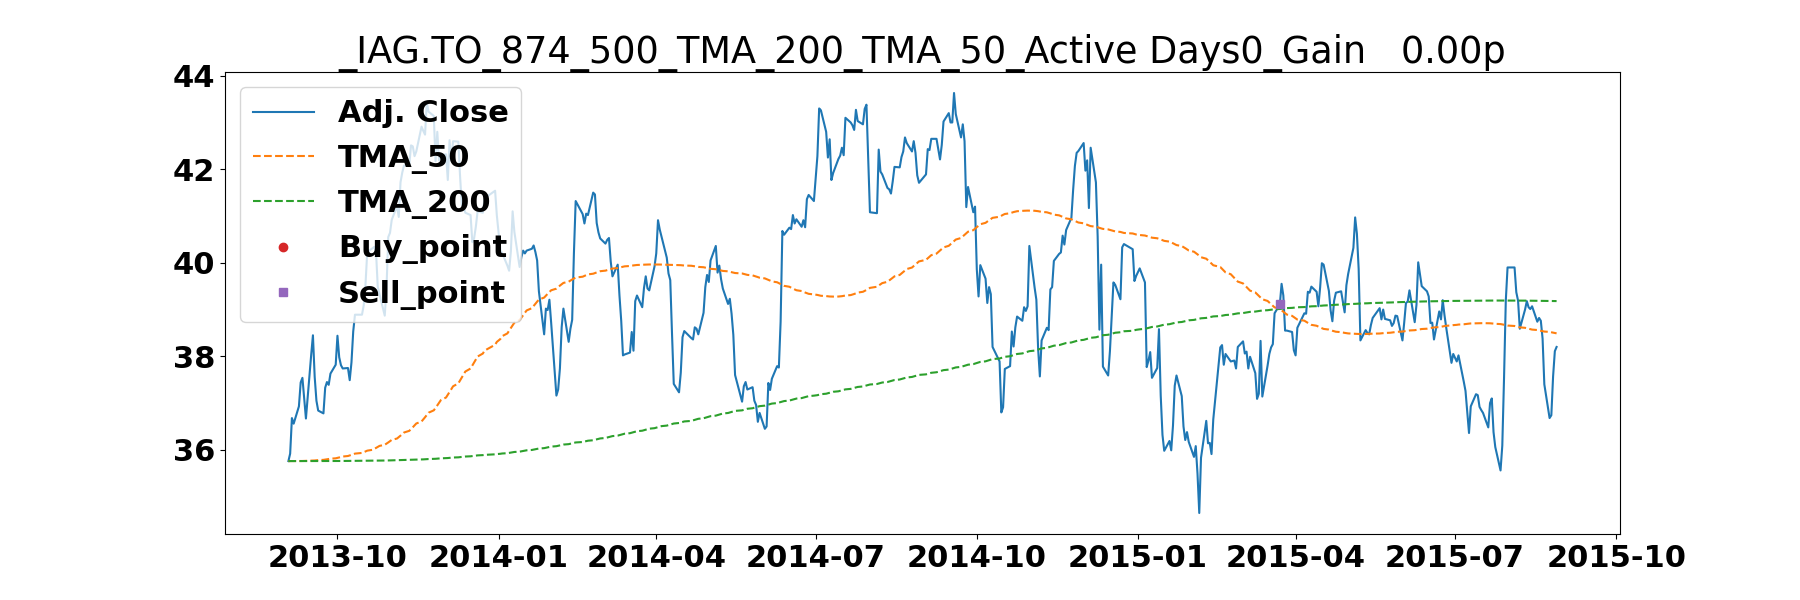 _IAG.TO_874_500_TMA_200_TMA_50_Active Days0_Gain   0.00p
44
42
40
38
36
Adj. Close
TMA_50
TMA_200
Buy_point
Sell_point
2013-10 2014-01 2014-04 2014-07 2014-10 2015-01 2015-04 2015-07 2015-10